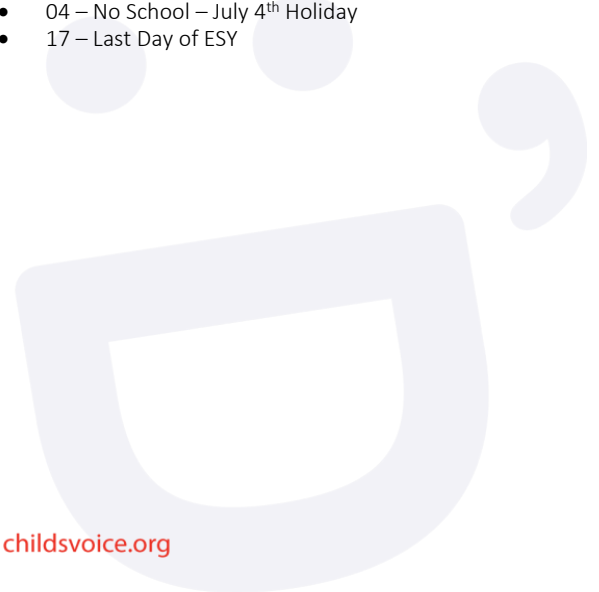 • 04 – No School – July 4th Holiday
• 17 – Last Day of ESY
childsvoice.org